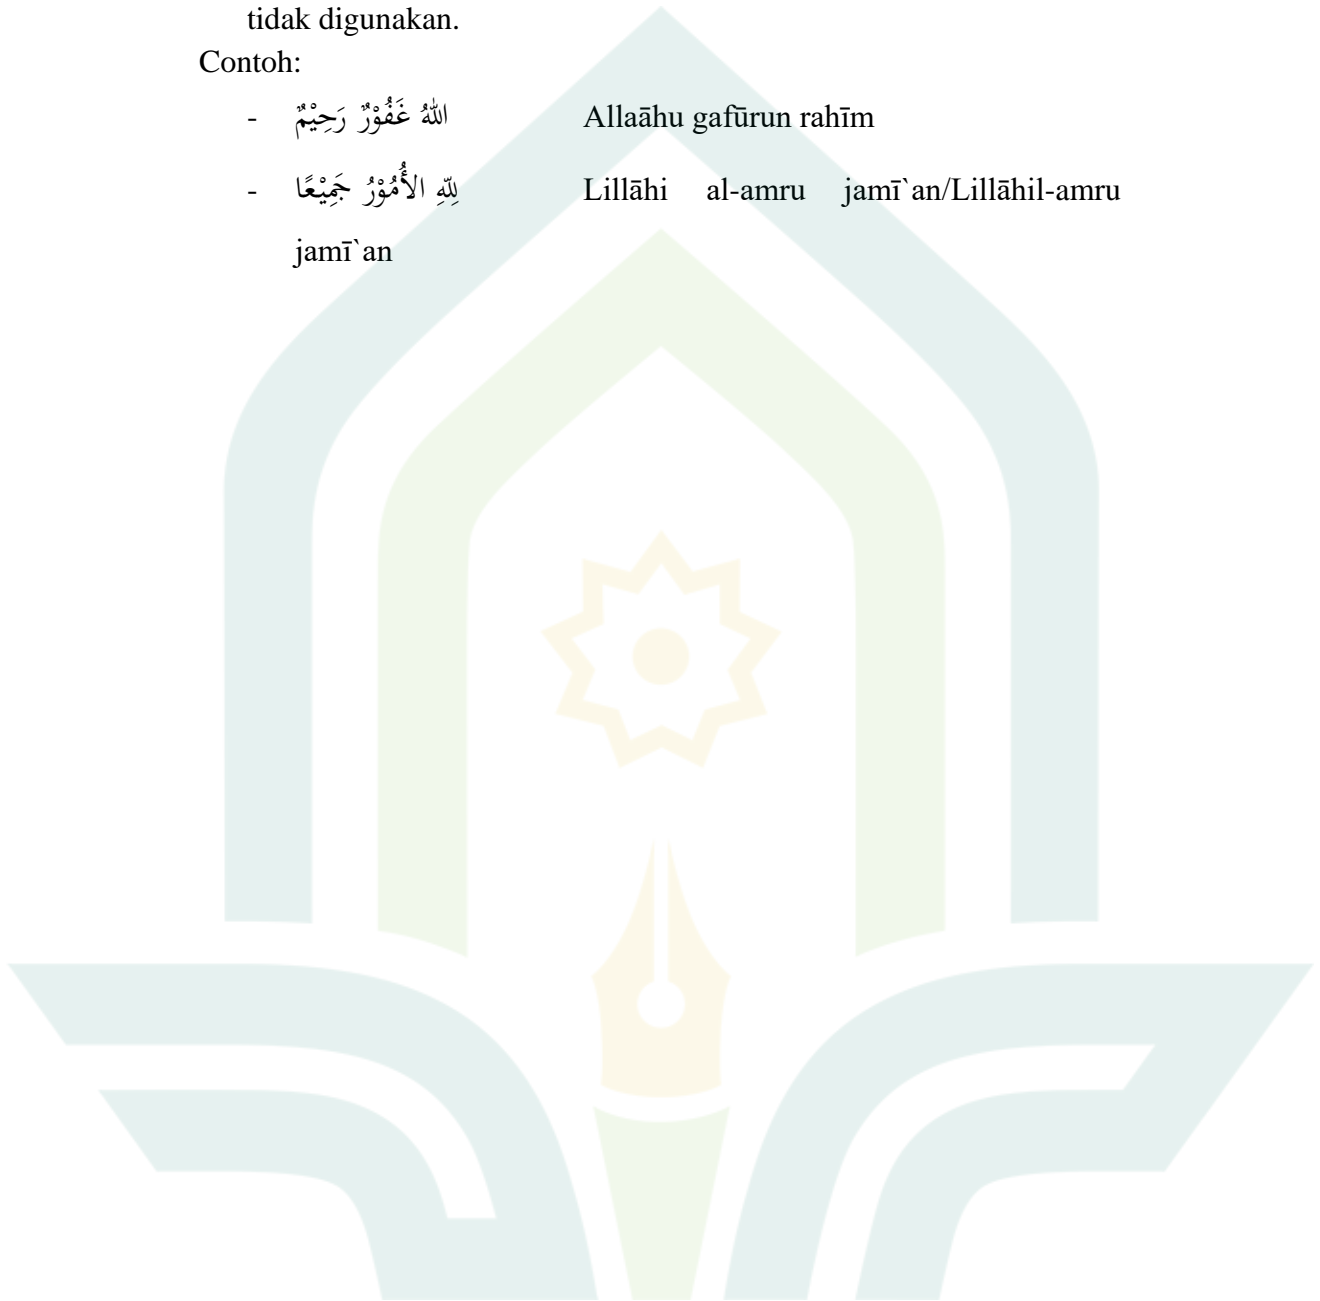 tidak digunakan.
Contoh:
- اللهُ غَفُوْرٌ رَحِيْمٌ Allaāhu gafūrun rahīm
- لِلّهِ الأُمُوْرُ جَمِيْعًا Lillāhi al-amru jamī`an/Lillāhil-amru
jamī`an